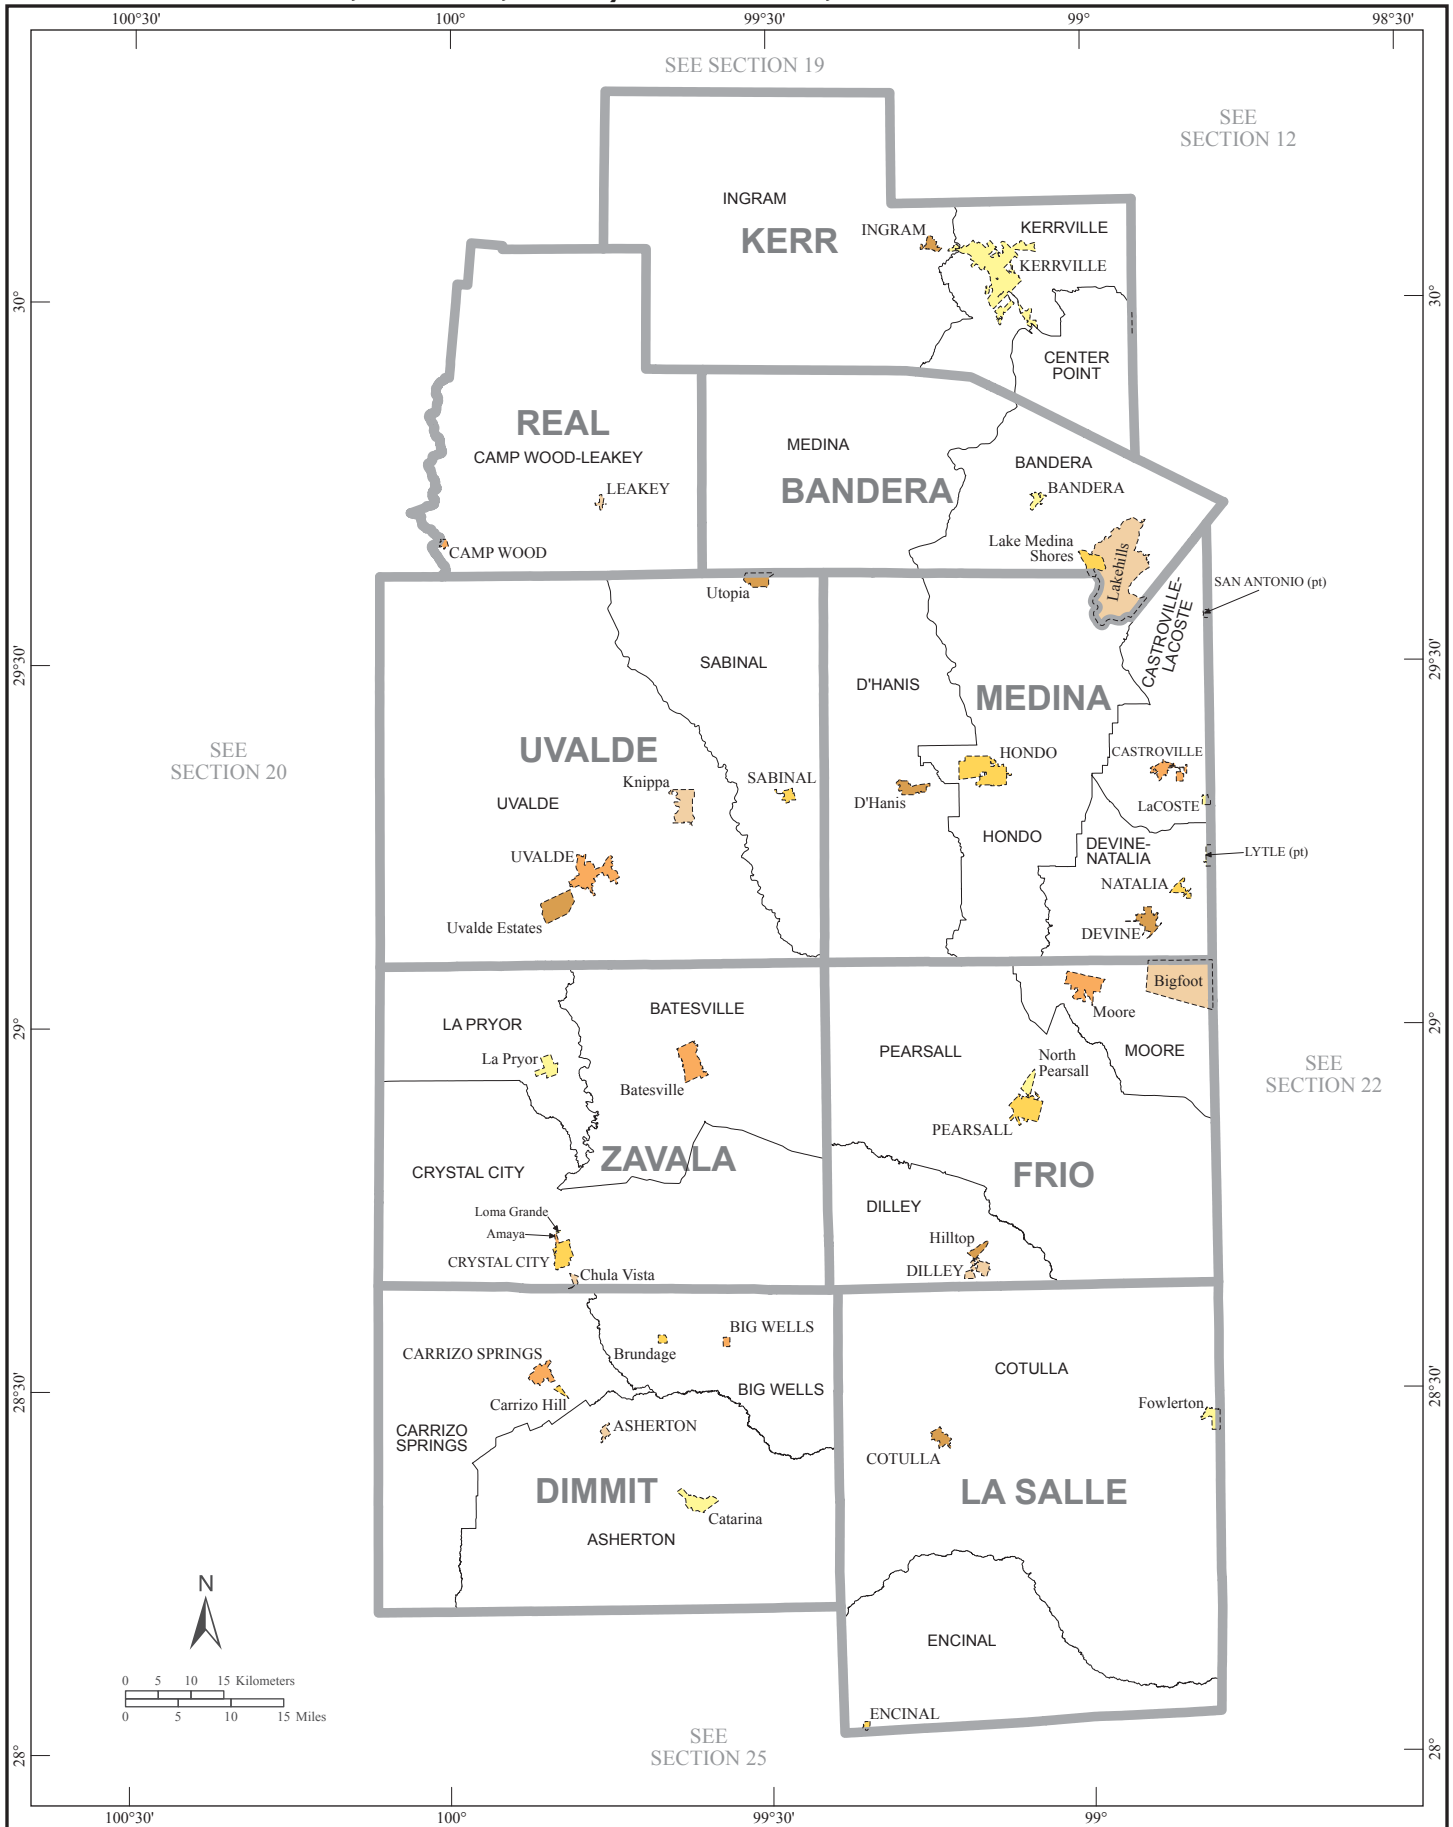 100°30'
100°
99°30'
99°
98°30'
SEE SECTION 19
SEE
SECTION 12
INGRAM
KERR
INGRAM
KERRVILLE
KERRVILLE
30°
30°
CENTER
POINT
REAL
CAMP WOOD-LEAKEY
LEAKEY
CAMP WOOD
MEDINA
BANDERA
BANDERA
BANDERA
Lake Medina
Shores
Lakehills
Utopia
SAN ANTONIO (pt)
CASTROVILLE-
LACOSTE
SABINAL
29°30'
29°30'
D'HANIS
MEDINA
SEE
SECTION 20
UVALDE
HONDO
CASTROVILLE
Knippa
SABINAL
UVALDE
D'Hanis
LaCOSTE
HONDO
DEVINE-
NATALIA
LYTLE (pt)
UVALDE
NATALIA
Uvalde Estates
DEVINE
Bigfoot
BATESVILLE
Moore
LA PRYOR
29°
29°
La Pryor
PEARSALL
North
Pearsall
MOORE
SEE
SECTION 22
Batesville
PEARSALL
ZAVALA
CRYSTAL CITY
FRIO
DILLEY
Loma Grande
Amaya
Hilltop
CRYSTAL CITY
DILLEY
Chula Vista
BIG WELLS
CARRIZO SPRINGS
Brundage
COTULLA
28°30'
28°30'
BIG WELLS
Carrizo Hill
Fowlerton
CARRIZO
SPRINGS
ASHERTON
COTULLA
DIMMIT
LA SALLE
Catarina
ASHERTON
N
ENCINAL
0 5 10 15 Kilometers
0 5 10 15 Miles
ENCINAL
SEE
SECTION 25
28°
28°
100°30'
100°
99°30'
99°